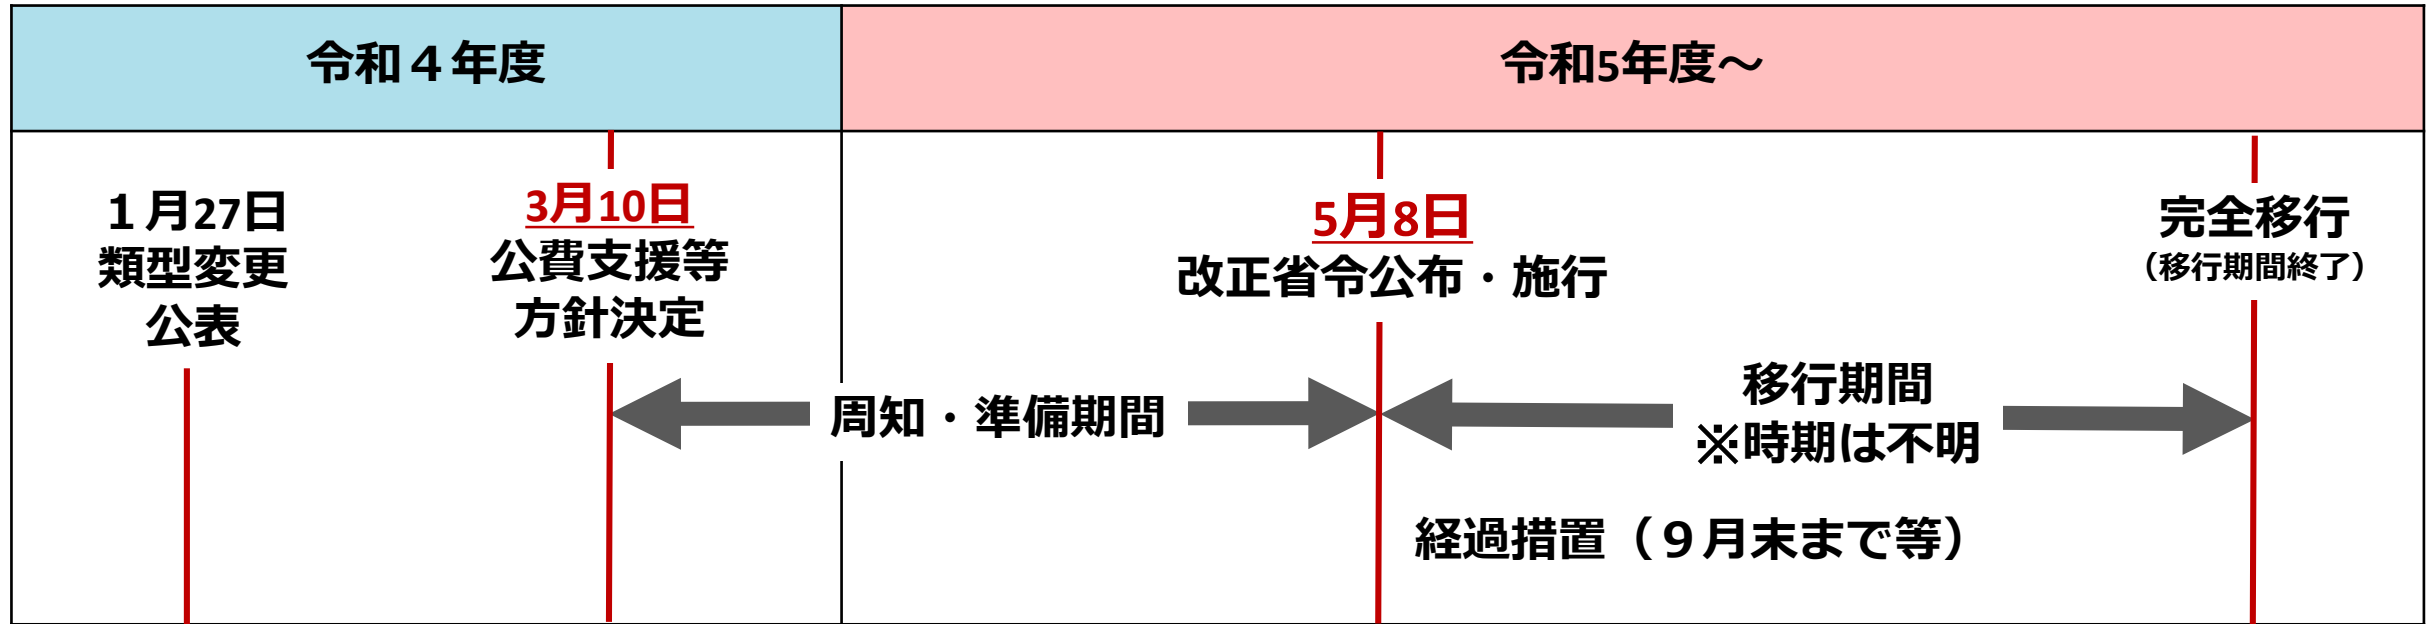 令和４年度
令和5年度～
１月27日
類型変更
公表
3月10日
公費支援等
方針決定
5月8日
改正省令公布・施行
完全移行
（移行期間終了）
周知・準備期間
移行期間
※時期は不明
経過措置（９月末まで等）